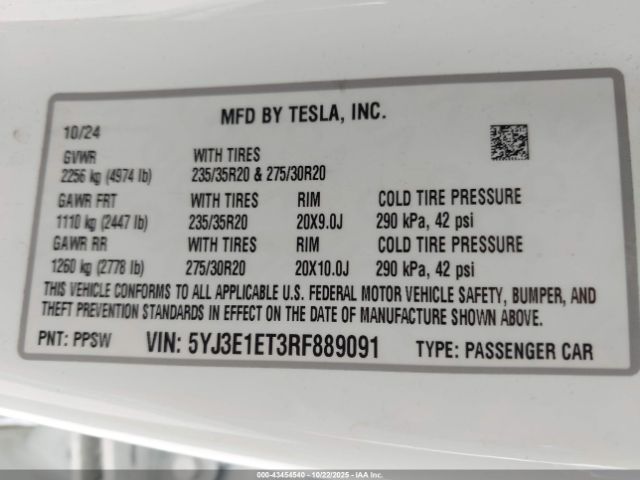 MFD BY TESLA, INC.
10/24
GVWR WITH TIRES
2256 kg (4974 lb) 235/35R20 & 275/30R20
GAWR FRT WITH TIRES RIM COLD TIRE PRESSURE
1110 kg (2447 lb) 235/35R20 20X9.0J 290 kPa, 42 psi
GAWR RR WITH TIRES RIM COLD TIRE PRESSURE
1260 kg (2778 lb) 275/30R20 20X10.0J 290 kPa, 42 psi
THIS VEHICLE CONFORMS TO ALL APPLICABLE U.S. FEDERAL MOTOR VEHICLE SAFETY, BUMPER, AND
THEFT PREVENTION STANDARDS IN EFFECT ON THE DATE OF MANUFACTURE SHOWN ABOVE.
PNT: PPSW VIN: 5YJ3E1ET3RF889091 TYPE: PASSENGER CAR
000-43454540 - 10/22/2025 - IAA Inc.